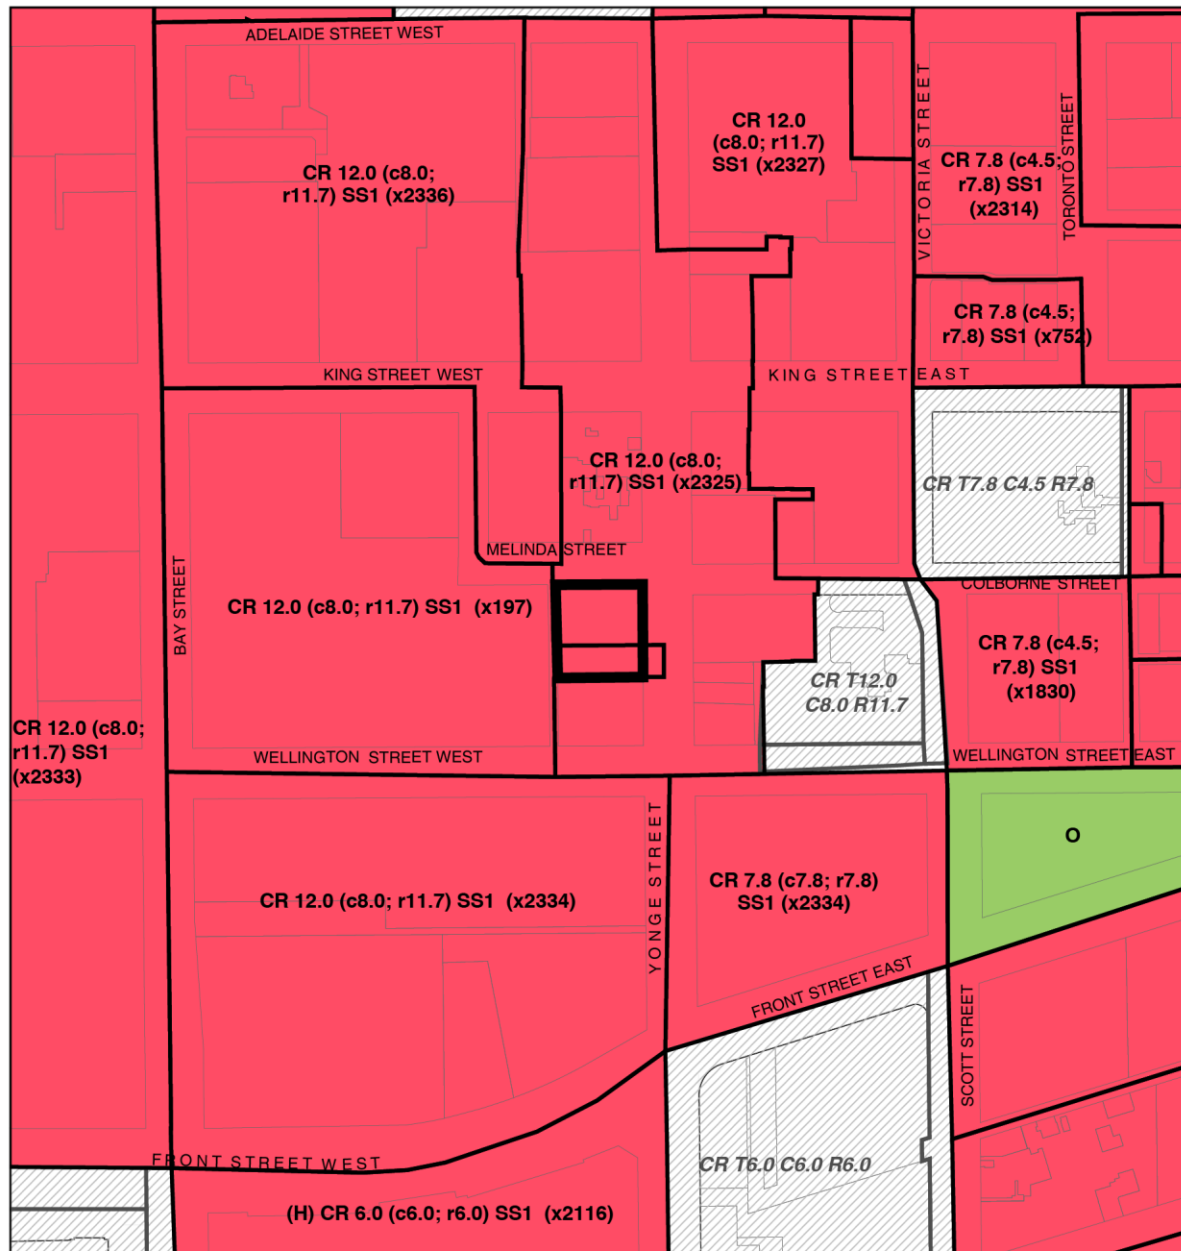 ADELAIDE STREET WEST
CR 12.0
(c8.0; r11.7)
SS1 (x2327)
VICTORIA STREET
TORONTO STREET
CR 7.8 (c4.5;
r7.8) SS1
(x2314)
CR 12.0 (c8.0;
r11.7) SS1 (x2336)
CR 7.8 (c4.5;
r7.8) SS1 (x752)
KING STREET WEST
KING STREET EAST
CR 12.0 (c8.0;
r11.7) SS1 (x2325)
CR T7.8 C4.5 R7.8
MELINDA STREET
COLBORNE STREET
BAY STREET
CR 12.0 (c8.0; r11.7) SS1 (x197)
CR 7.8 (c4.5;
r7.8) SS1
(x1830)
CR T12.0
C8.0 R11.7
CR 12.0 (c8.0;
r11.7) SS1
(x2333)
WELLINGTON STREET WEST
WELLINGTON STREET EAST
YONGE STREET
O
CR 12.0 (c8.0; r11.7) SS1 (x2334)
CR 7.8 (c7.8; r7.8)
SS1 (x2334)
FRONT STREET EAST
SCOTT STREET
FRONT STREET WEST
CR T6.0 C6.0 R6.0
(H) CR 6.0 (c6.0; r6.0) SS1 (x2116)